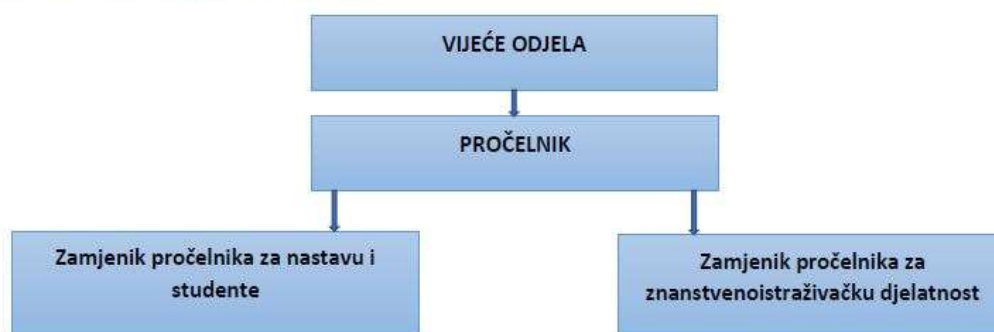 VIJEĆE ODJELA
PROČELNIK
Zamjenik pročelnika za nastavu i
studente
Zamjenik pročelnika za
znanstvenoistraživačku djelatnost